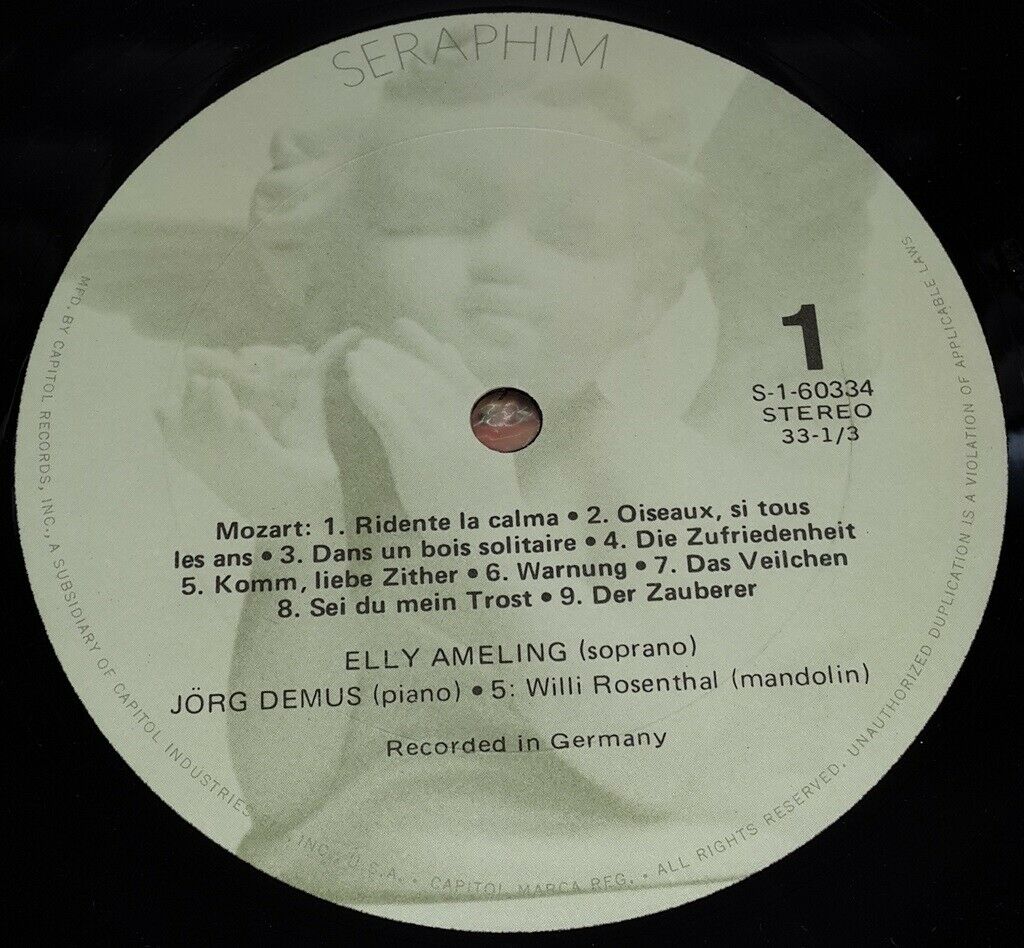 SERAPHIM
1
S-1-60334
STEREO
33-1/3
Mozart: 1. Ridente la calma • 2. Oiseaux, si tous
les ans • 3. Dans un bois solitaire • 4. Die Zufriedenheit
5. Komm, liebe Zither • 6. Warnung • 7. Das Veilchen
8. Sei du mein Trost • 9. Der Zauberer
ELLY AMELING (soprano)
JÖRG DEMUS (piano) • 5: Willi Rosenthal (mandolin)
Recorded in Germany
MFD. BY CAPITOL RECORDS, INC., A SUBSIDIARY OF CAPITOL INDUSTRIES INC., U.S.A. • CAPITOL MARCA REG. • ALL RIGHTS RESERVED. UNAUTHORIZED DUPLICATION IS A VIOLATION OF APPLICABLE LAWS